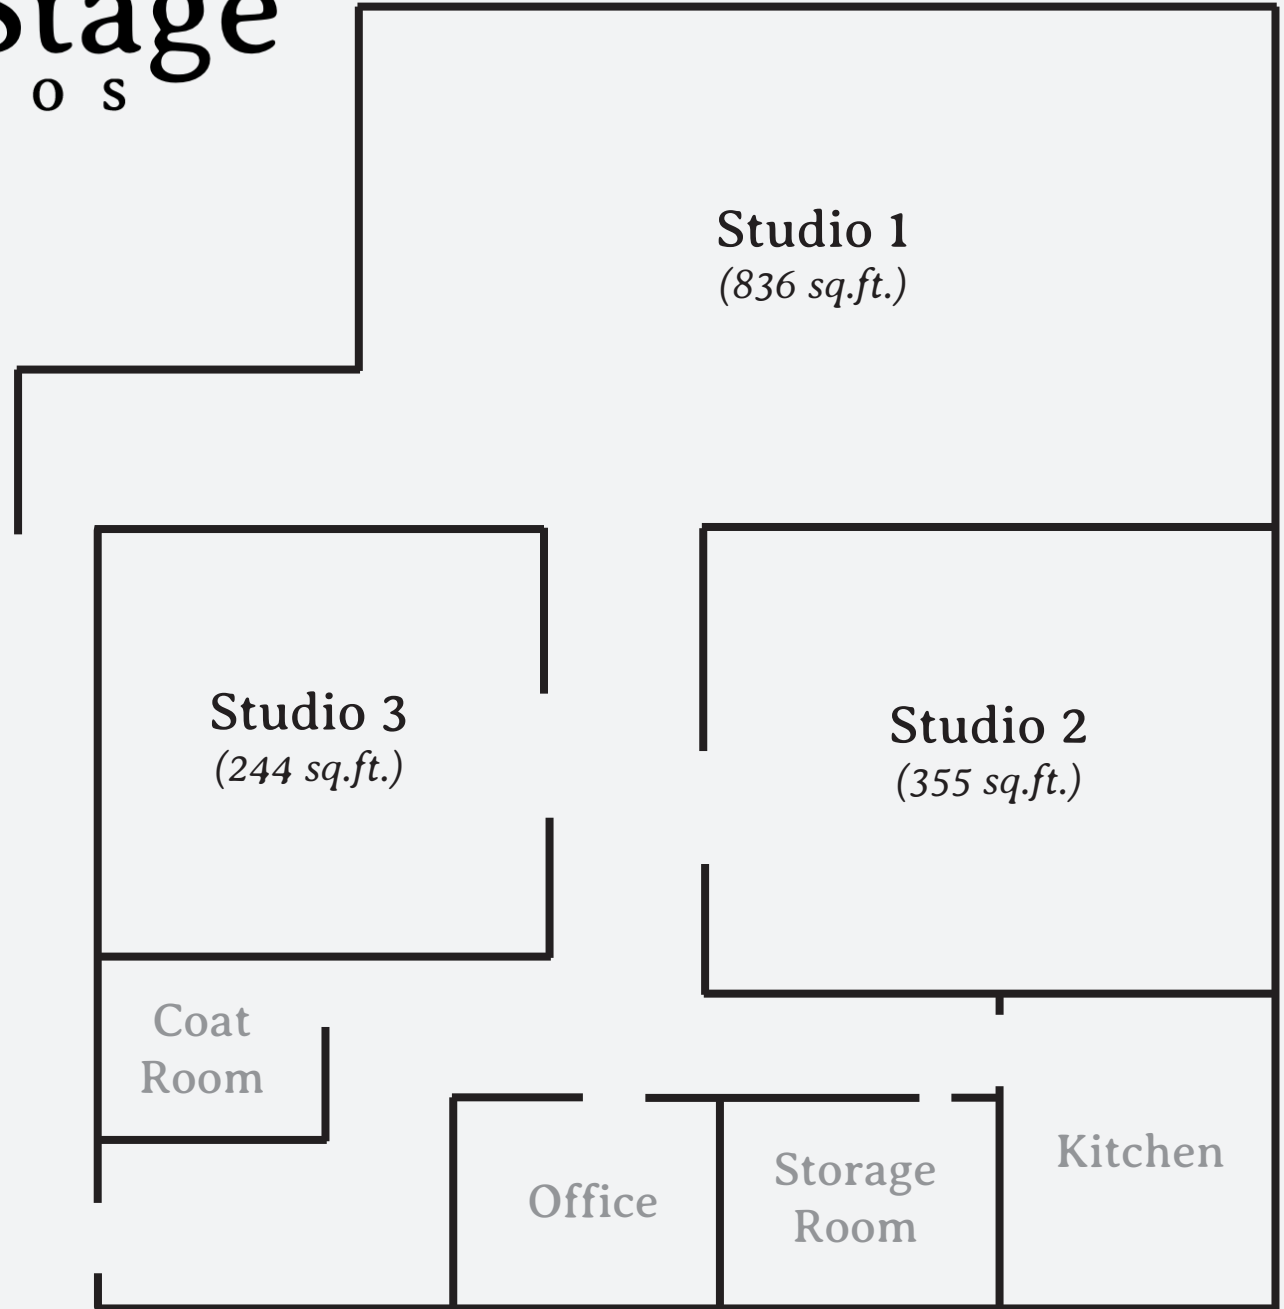 o s
Studio 1
(836 sq.ft.)
Studio 3
(244 sq.ft.)
Studio 2
(355 sq.ft.)
Coat
Room
Office
Storage
Room
Kitchen